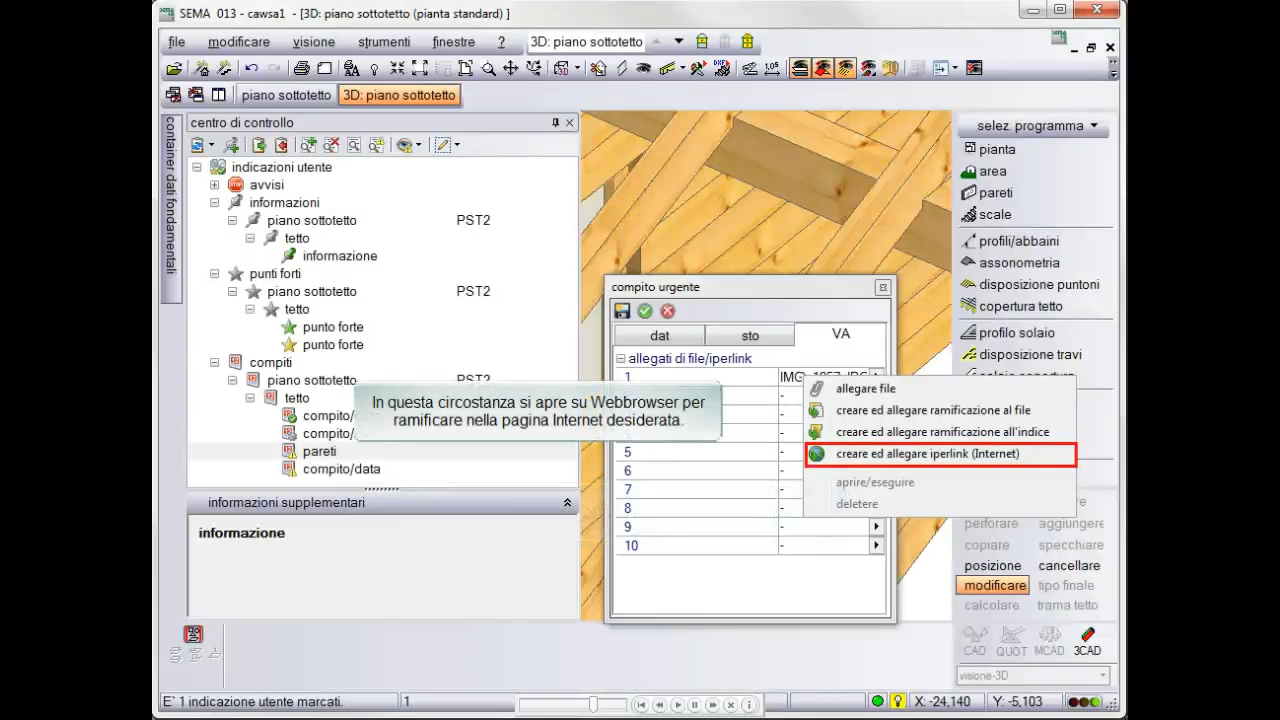 SEMA 013 - cawsa1 - [3D: piano sottotetto (pianta standard) ]
file modificare visione strumenti finestre ? 3D: piano sottotetto
piano sottotetto 3D: piano sottotetto
container dati fondamentali
centro di controllo
indicazioni utente
avvisi
informazioni
piano sottotetto PST2
tetto
informazione
punti forti
piano sottotetto PST2
tetto
punto forte
punto forte
compiti
piano sottotetto PST2
tetto
compito/
compito/
pareti
compito/data
informazioni supplementari
informazione
In questa circostanza si apre su Webbrowser per
ramificare nella pagina Internet desiderata.
compito urgente
dat sto VA
allegati di file/iperlink
1
5 -
6 -
7 -
8 -
9 -
10 -
allegare file
creare ed allegare ramificazione al file
creare ed allegare ramificazione all'indice
creare ed allegare iperlink (Internet)
aprire/eseguire
deletere
selez. programma
pianta
area
pareti
scale
profili/abbaini
assonometria
disposizione puntoni
copertura tetto
profilo solaio
disposizione travi
perforare aggiungere
copiare specchiare
posizione cancellare
modificare tipo finale
calcolare trama tetto
CAD QUOT MCAD 3CAD
visione-3D
E` 1 indicazione utente marcati. 1 X: -24,140 Y: -5,103